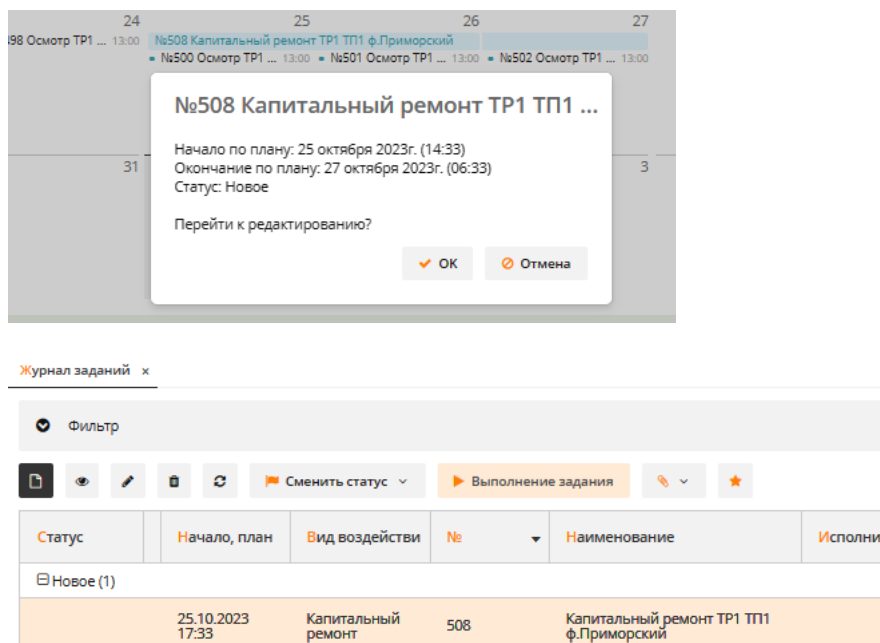 24 25 26 27
98 Осмотр ТР1 ... 13:00 №508 Капитальный ремонт ТР1 ТП1 ф.Приморский
№500 Осмотр ТР1 ... 13:00 №501 Осмотр ТР1 ... 13:00 №502 Осмотр ТР1 ... 13:00
№508 Капитальный ремонт ТР1 ТП1 ...
Начало по плану: 25 октября 2023г. (14:33)
31 Окончание по плану: 27 октября 2023г. (06:33) 3
Статус: Новое
Перейти к редактированию?
ОК Отмена
Журнал заданий x
Фильтр
Сменить статус Выполнение задания
Статус Начало, план Вид воздействи № Наименование Исполни
Новое (1)
25.10.2023 Капитальный 508 Капитальный ремонт ТР1 ТП1
17:33 ремонт ф.Приморский